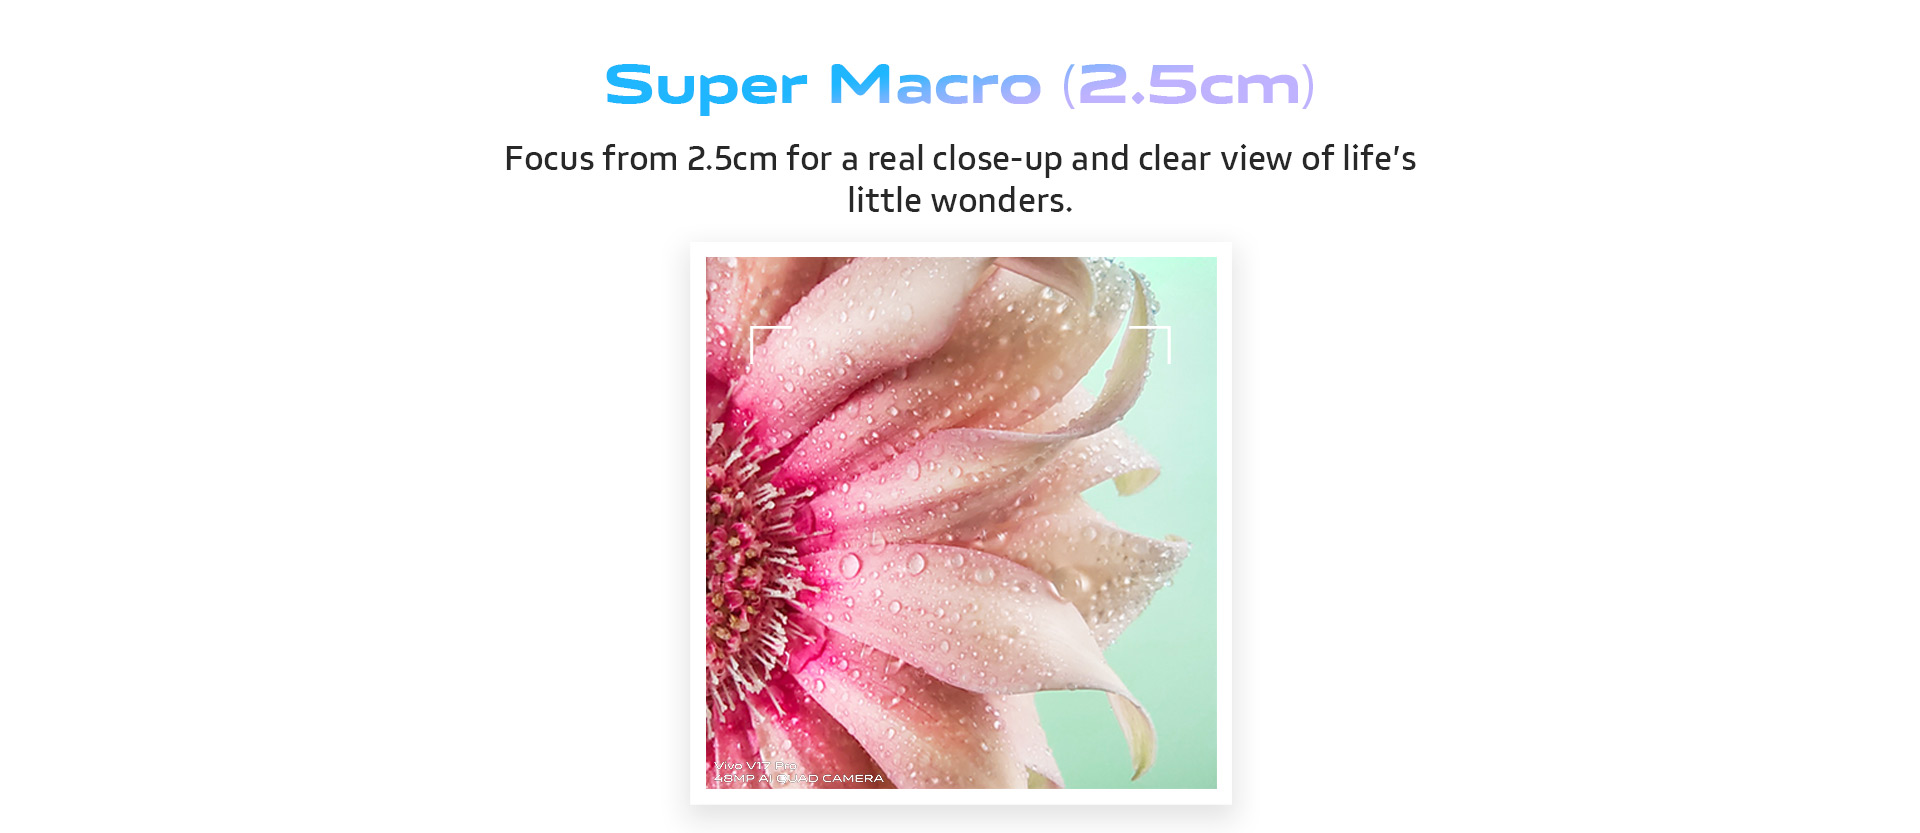 Super Macro (2.5cm)
Focus from 2.5cm for a real close-up and clear view of life's
little wonders.
Vivo V17 Pro
48MP AI QUAD CAMERA